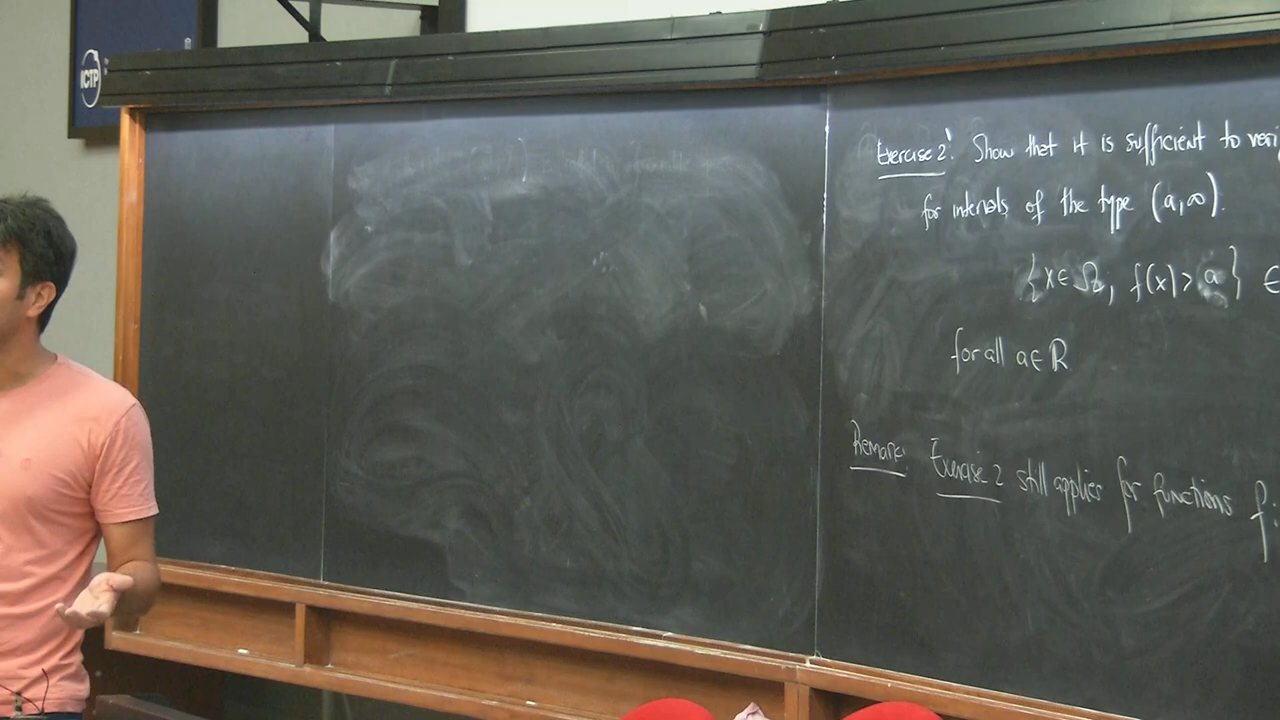 ICTP
Exercise 2: Show that it is sufficient to veri
for intervals of the type (a,∞).
{x∈Ω; f(x)>a} ∈
for all a∈ℝ
Remark: Exercise 2 still applies for functions f: